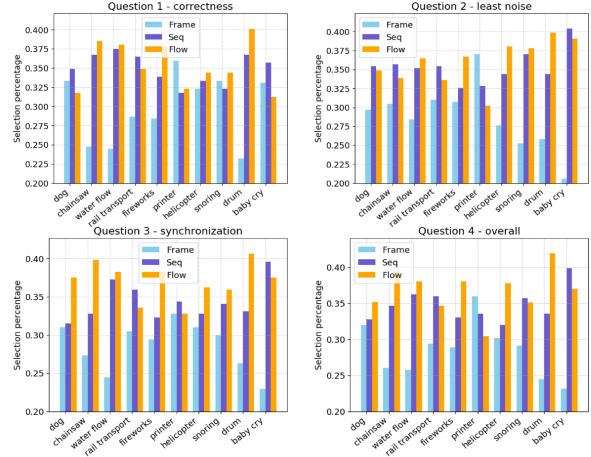 Question 1 - correctness
Selection percentage
0.400
0.375
0.350
0.325
0.300
0.275
0.250
0.225
0.200
Frame
Seq
Flow
dog
chainsaw
water flow
rail transport
fireworks
printer
helicopter
snoring
drum
baby cry
Question 2 - least noise
Selection percentage
0.400
0.375
0.350
0.325
0.300
0.275
0.250
0.225
0.200
Frame
Seq
Flow
dog
chainsaw
water flow
rail transport
fireworks
printer
helicopter
snoring
drum
baby cry
Question 3 - synchronization
Selection percentage
0.40
0.35
0.30
0.25
0.20
Frame
Seq
Flow
dog
chainsaw
water flow
rail transport
fireworks
printer
helicopter
snoring
drum
baby cry
Question 4 - overall
Selection percentage
0.40
0.35
0.30
0.25
0.20
Frame
Seq
Flow
dog
chainsaw
water flow
rail transport
fireworks
printer
helicopter
snoring
drum
baby cry